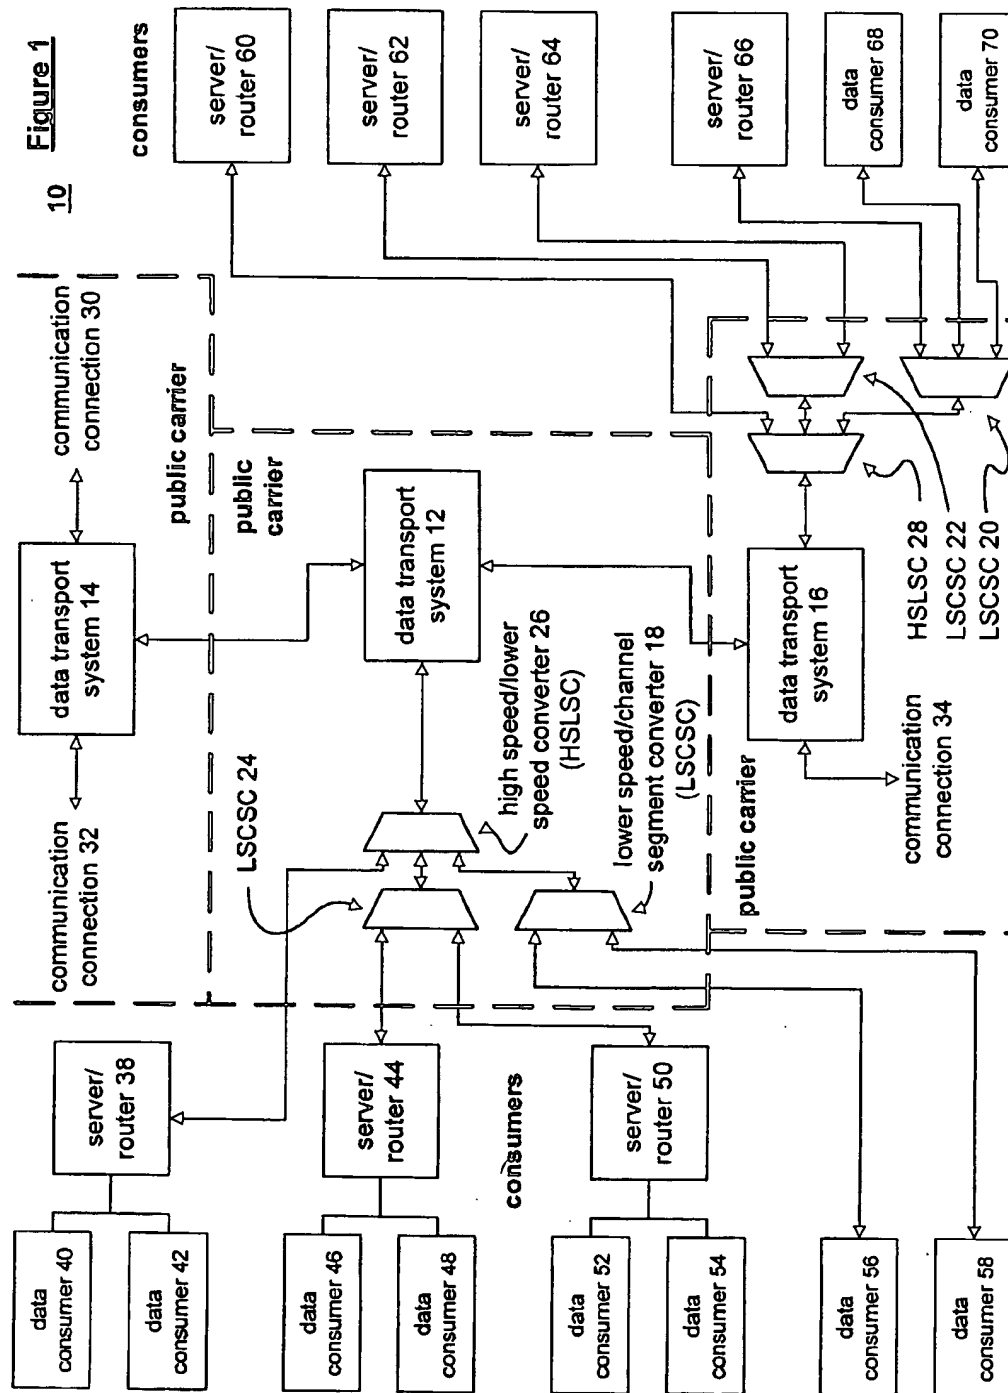 Figure 1
10
consumers
communication
connection 32
data transport
system 14
communication
connection 30
public carrier
public
carrier
server/
router 38
data
consumer 40
data
consumer 42
LSCSC 24
data transport
system 12
server/
router 60
server/
router 62
server/
router 44
data
consumer 46
data
consumer 48
high speed/lower
speed converter 26
(HSLSC)
server/
router 64
consumers
server/
router 50
data
consumer 52
data
consumer 54
lower speed/channel
segment converter 18
(LSCSC)
public carrier
data transport
system 16
server/
router 66
data
consumer 56
communication
connection 34
HSLSC 28
LSCSC 22
LSCSC 20
data
consumer 68
data
consumer 58
data
consumer 70